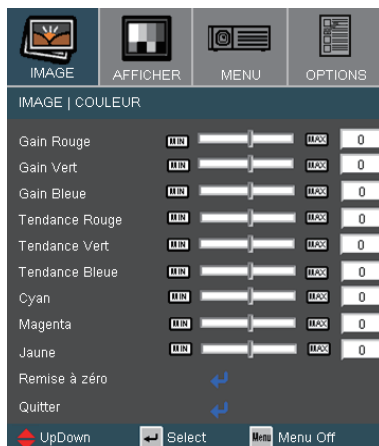 IMAGE AFFICHER MENU OPTIONS
IMAGE | COULEUR
Gain Rouge MIN MAX 0
Gain Vert MIN MAX 0
Gain Bleue MIN MAX 0
Tendance Rouge MIN MAX 0
Tendance Vert MIN MAX 0
Tendance Bleue MIN MAX 0
Cyan MIN MAX 0
Magenta MIN MAX 0
Jaune MIN MAX 0
Remise à zéro
Quitter
UpDown Select Menu Menu Off